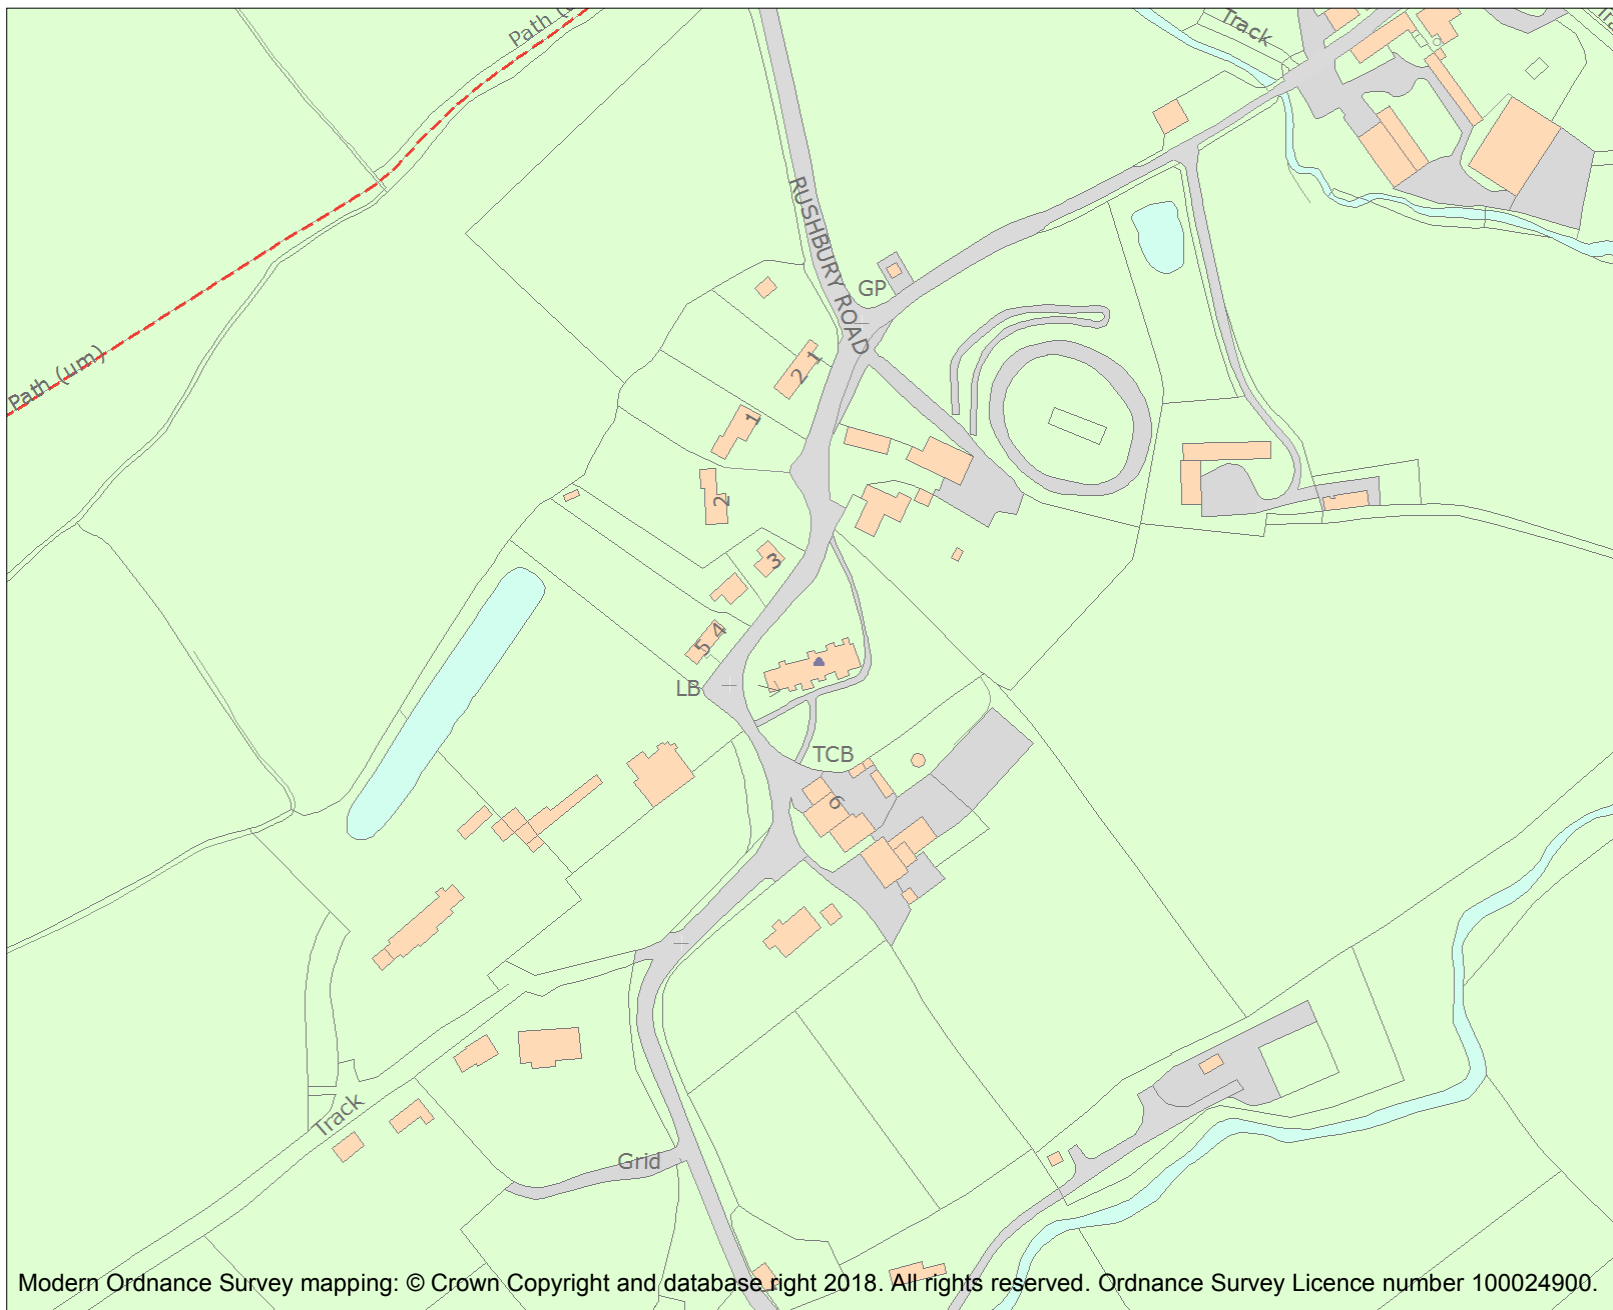 Path (u
Track
Tra
RUSHBURY ROAD
GP
Path (um)
2 1
1
2
3
5 4
LB
TCB
6
Track
Grid
Modern Ordnance Survey mapping: © Crown Copyright and database right 2018. All rights reserved. Ordnance Survey Licence number 100024900.